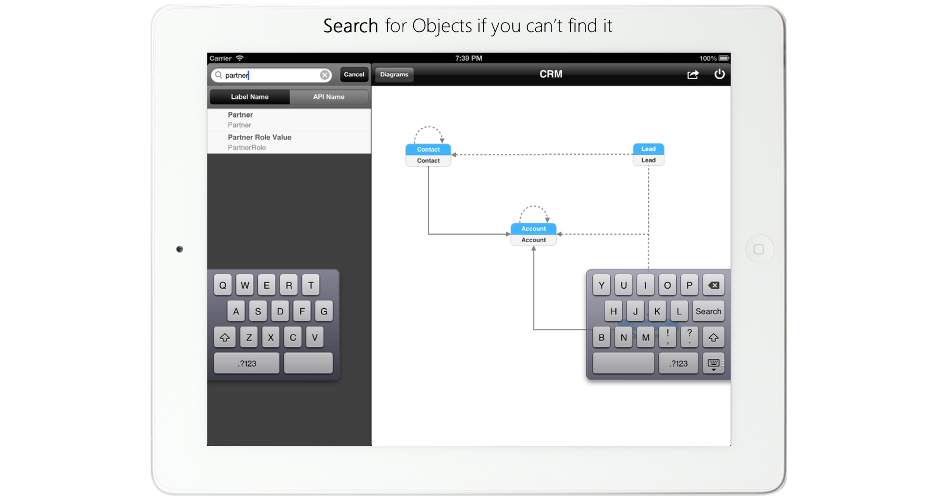 Search for Objects if you can't find it
Carrier 7:39 PM 100%
partner Cancel
Diagrams CRM
Label Name API Name
Partner
Partner
Partner Role Value
PartnerRole
Contact
Contact
Lead
Lead
Account
Account
Q W E R T
Y U I O P
A S D F G
H J K L Search
Z X C V
B N M ! , ? .
.?123
.?123